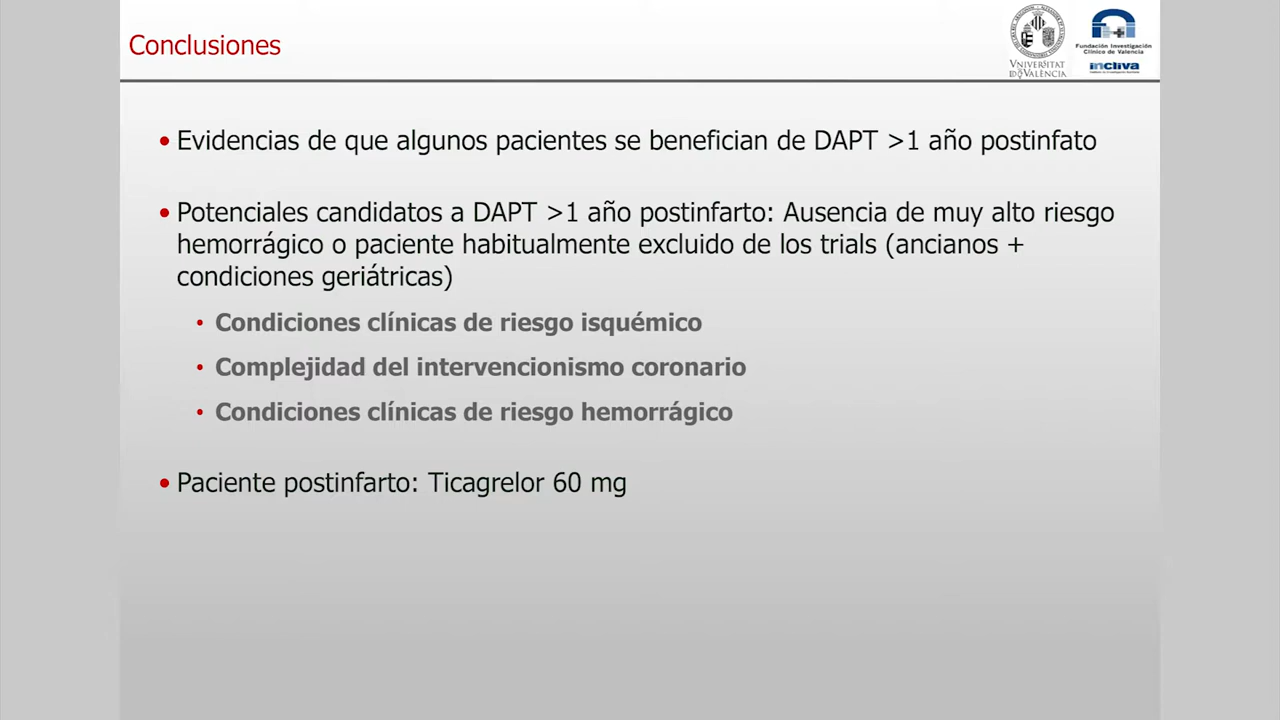 Conclusiones
VNIVERSITAT
ID VALÈNCIA
Fundación Investigación
Clínico de Valencia
incliva
• Evidencias de que algunos pacientes se benefician de DAPT >1 año postinfato
• Potenciales candidatos a DAPT >1 año postinfarto: Ausencia de muy alto riesgo
hemorrágico o paciente habitualmente excluido de los trials (ancianos +
condiciones geriátricas)
• Condiciones clínicas de riesgo isquémico
• Complejidad del intervencionismo coronario
• Condiciones clínicas de riesgo hemorrágico
• Paciente postinfarto: Ticagrelor 60 mg